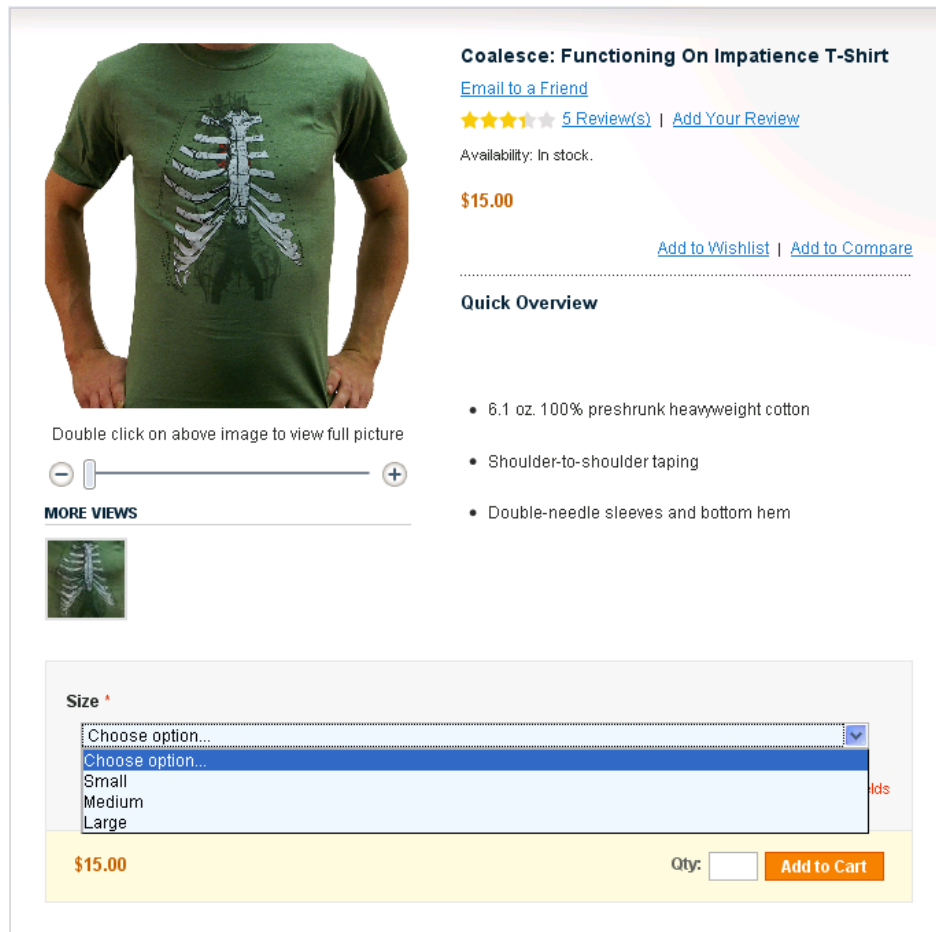 Coalesce: Functioning On Impatience T-Shirt
Email to a Friend
5 Review(s) | Add Your Review
Availability: In stock.
$15.00
Add to Wishlist | Add to Compare
Quick Overview
• 6.1 oz. 100% preshrunk heavyweight cotton
• Shoulder-to-shoulder taping
• Double-needle sleeves and bottom hem
Double click on above image to view full picture
MORE VIEWS
Size *
Choose option...
Choose option...
Small
Medium
Large
$15.00 Qty: Add to Cart